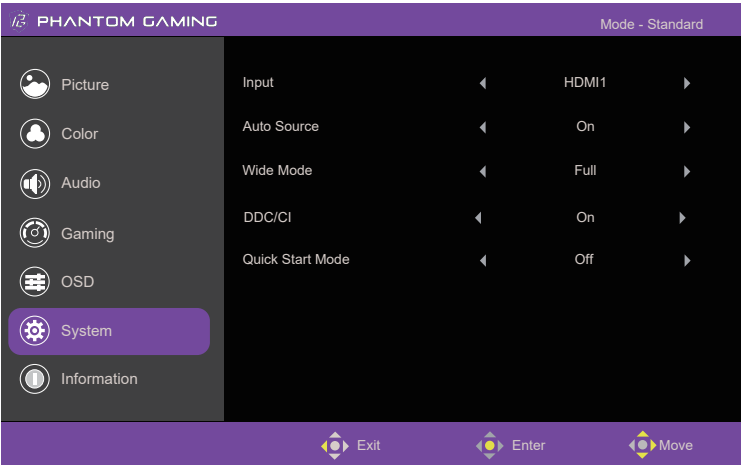 PHANTOM GAMING
Mode - Standard
Picture
Color
Audio
Gaming
OSD
System
Information
Input HDMI1
Auto Source On
Wide Mode Full
DDC/CI On
Quick Start Mode Off
Exit Enter Move